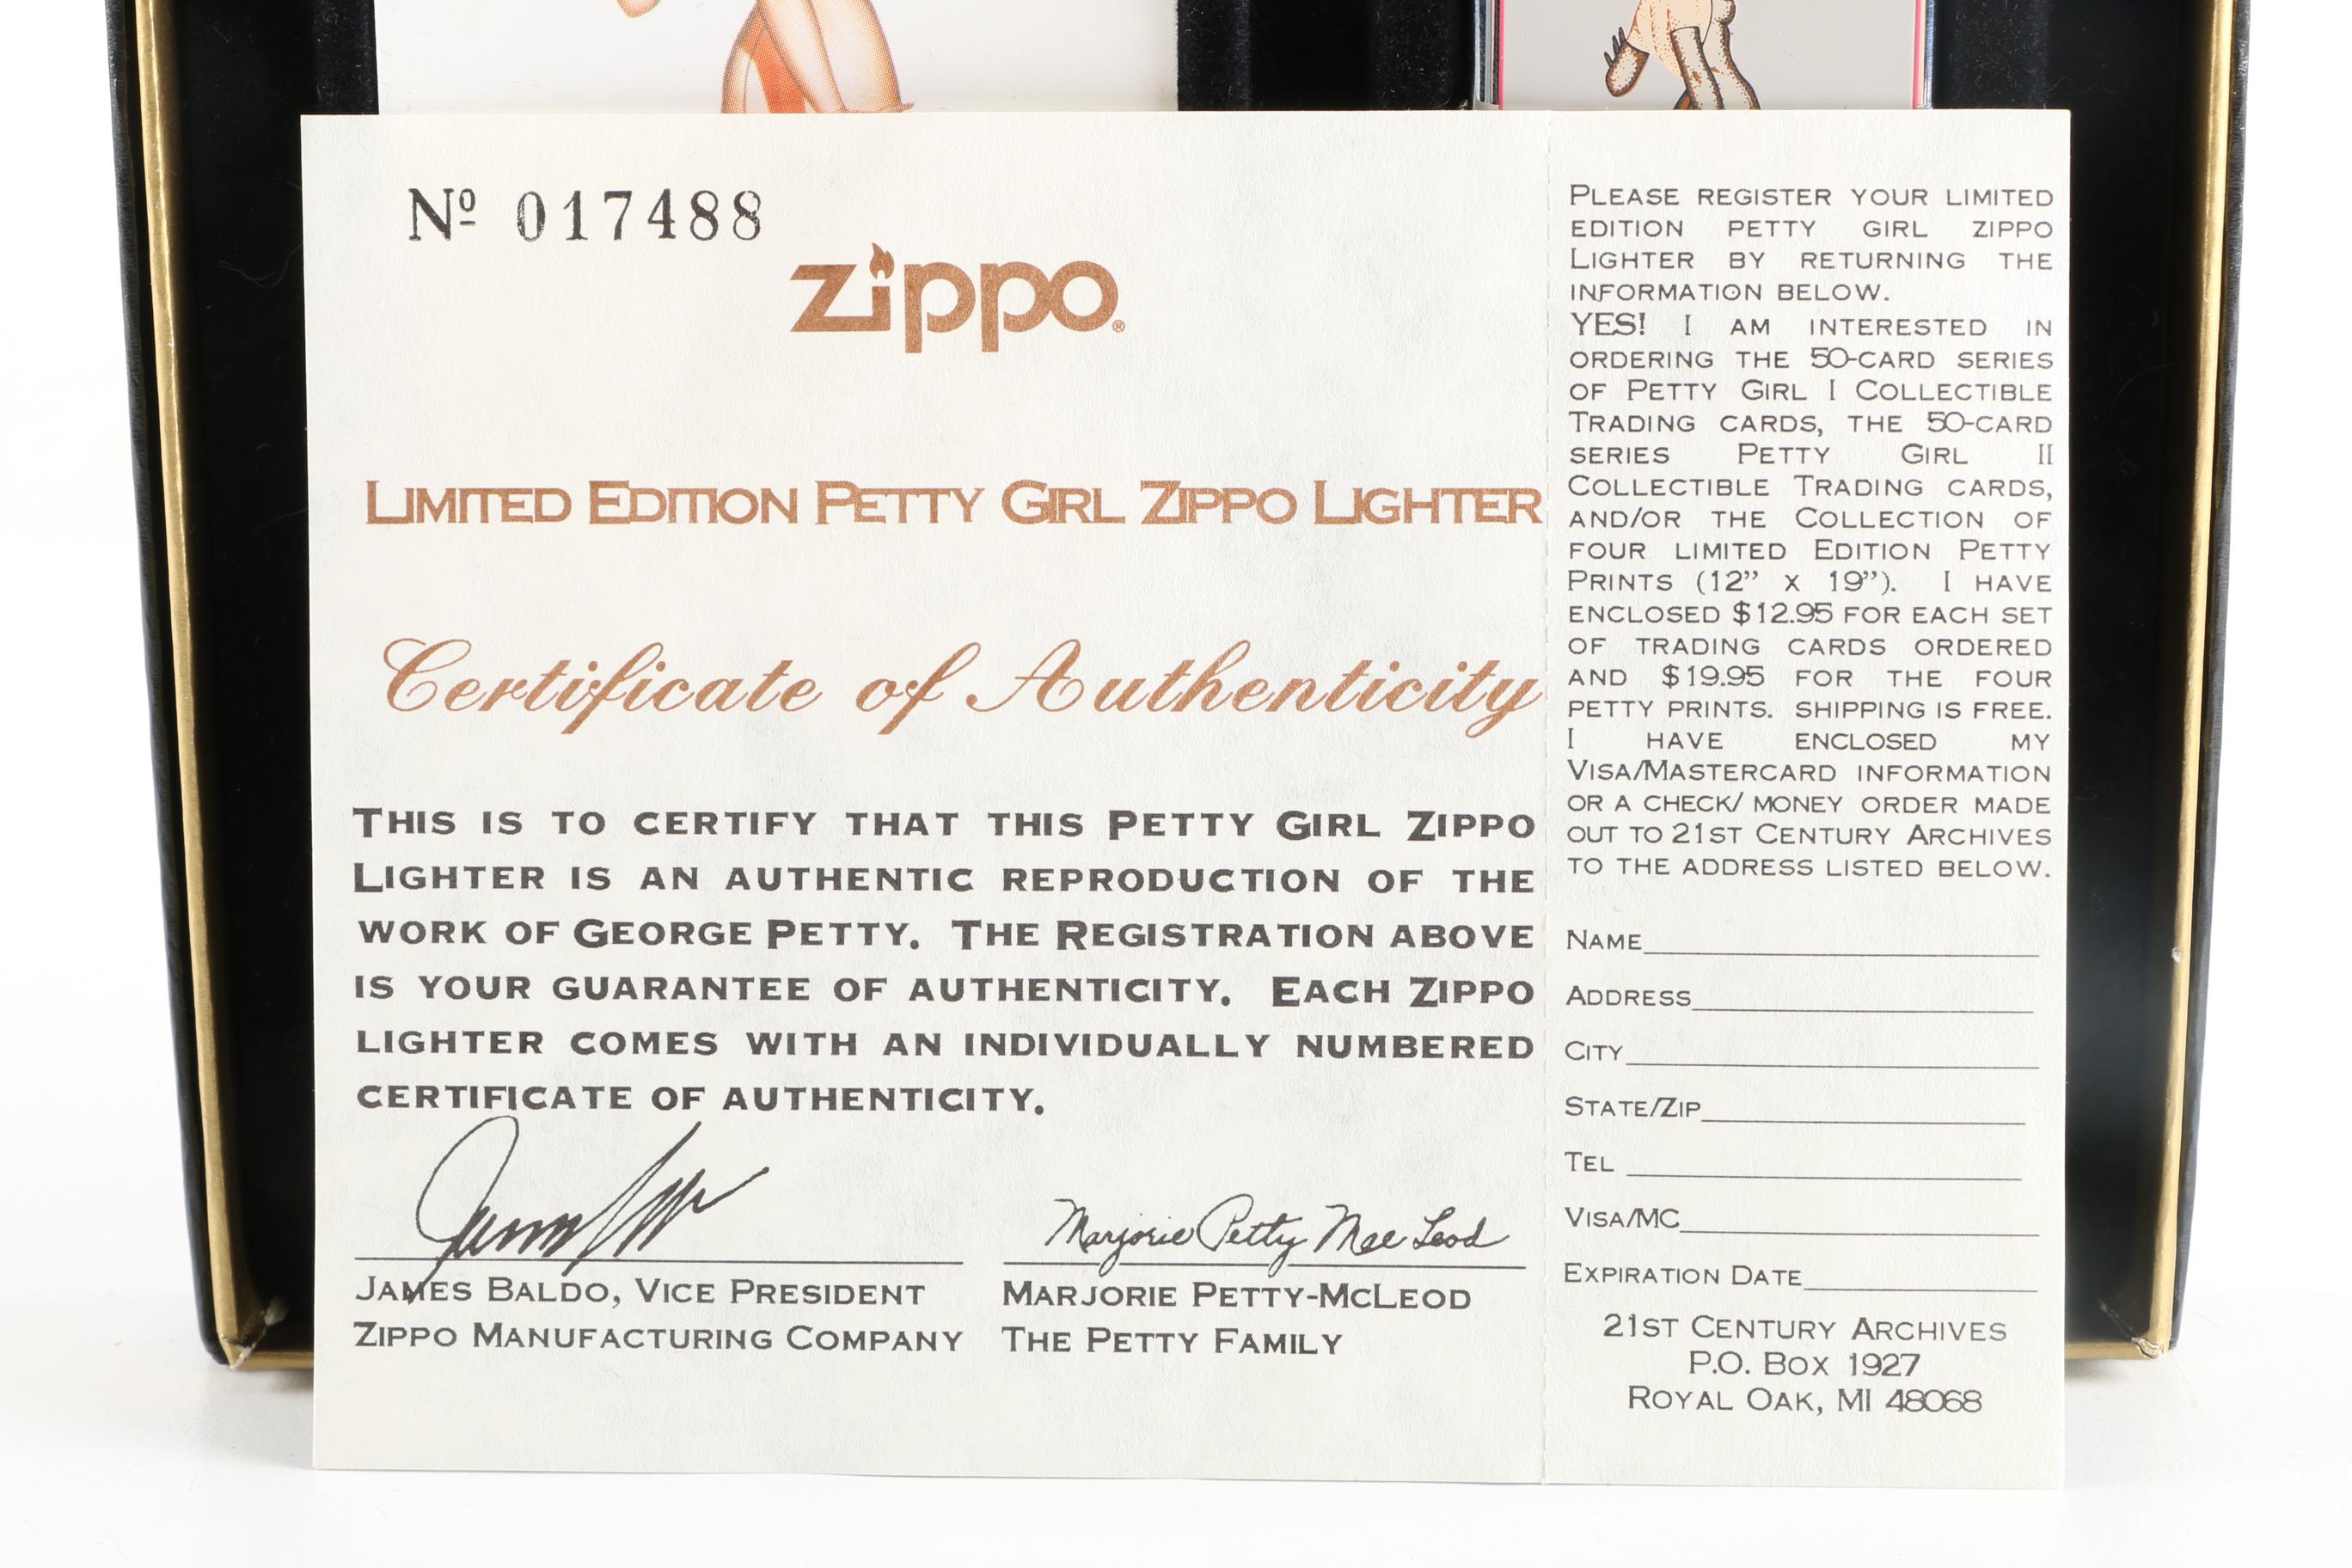 Nº 017488
zippo®
LIMITED EDITION PETTY GIRL ZIPPO LIGHTER
Certificate of Authenticity
THIS IS TO CERTIFY THAT THIS PETTY GIRL ZIPPO
LIGHTER IS AN AUTHENTIC REPRODUCTION OF THE
WORK OF GEORGE PETTY. THE REGISTRATION ABOVE
IS YOUR GUARANTEE OF AUTHENTICITY. EACH ZIPPO
LIGHTER COMES WITH AN INDIVIDUALLY NUMBERED
CERTIFICATE OF AUTHENTICITY.
Marjorie Petty MacLeod
JAMES BALDO, VICE PRESIDENT
ZIPPO MANUFACTURING COMPANY
MARJORIE PETTY-MCLEOD
THE PETTY FAMILY
PLEASE REGISTER YOUR LIMITED
EDITION PETTY GIRL ZIPPO
LIGHTER BY RETURNING THE
INFORMATION BELOW.
YES! I AM INTERESTED IN
ORDERING THE 50-CARD SERIES
OF PETTY GIRL I COLLECTIBLE
TRADING CARDS, THE 50-CARD
SERIES PETTY GIRL II
COLLECTIBLE TRADING CARDS,
AND/OR THE COLLECTION OF
FOUR LIMITED EDITION PETTY
PRINTS (12” X 19”). I HAVE
ENCLOSED $12.95 FOR EACH SET
OF TRADING CARDS ORDERED
AND $19.95 FOR THE FOUR
PETTY PRINTS. SHIPPING IS FREE.
I HAVE ENCLOSED MY
VISA/MASTERCARD INFORMATION
OR A CHECK/ MONEY ORDER MADE
OUT TO 21ST CENTURY ARCHIVES
TO THE ADDRESS LISTED BELOW.
NAME
ADDRESS
CITY
STATE/ZIP
TEL
VISA/MC
EXPIRATION DATE
21ST CENTURY ARCHIVES
P.O. BOX 1927
ROYAL OAK, MI 48068